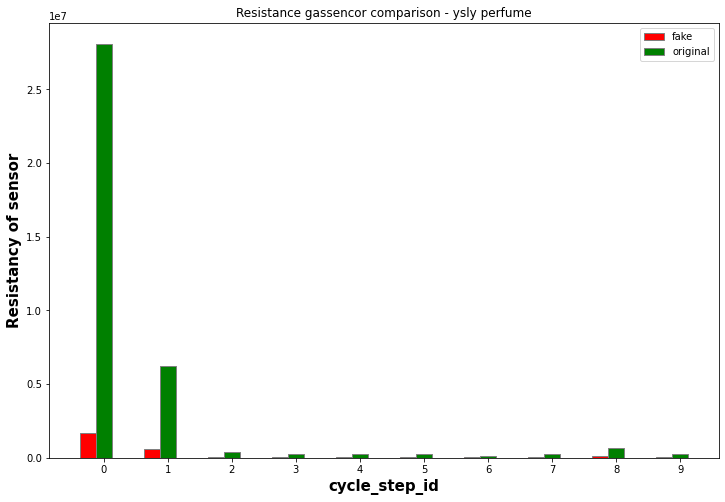 Resistance gassencor comparison - ysly perfume
1e7
fake
original
2.5
2.0
1.5
1.0
0.5
0.0
Resistancy of sensor
0 1 2 3 4 5 6 7 8 9
cycle_step_id